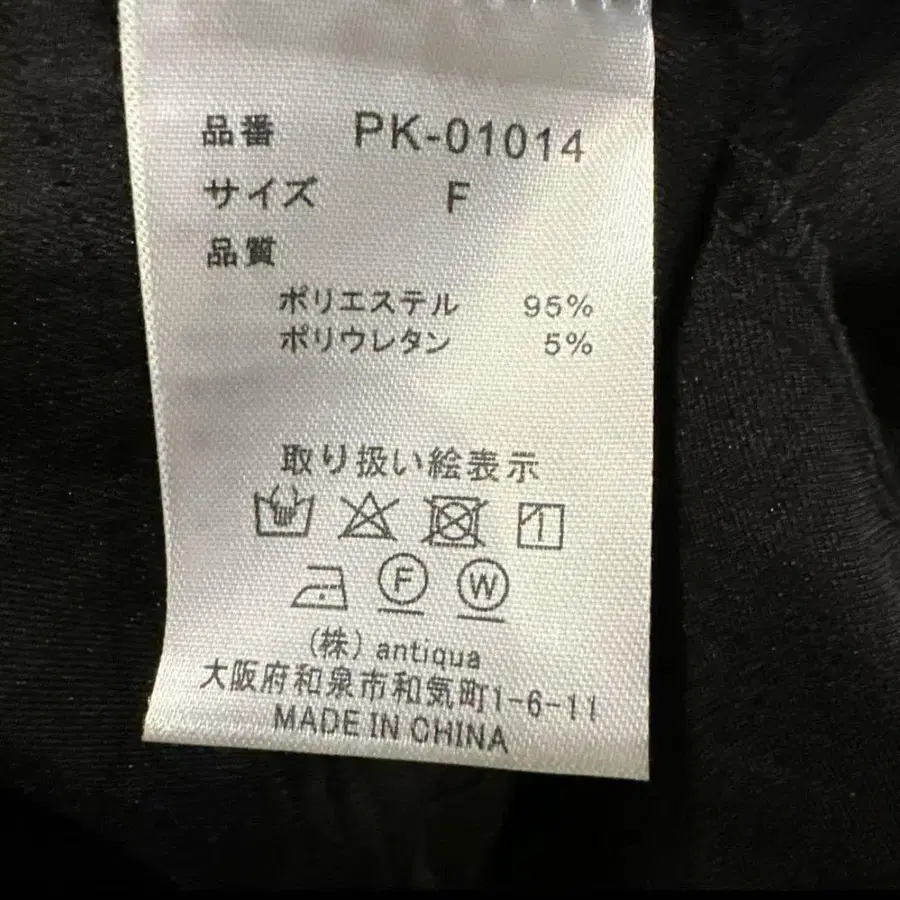 品番 PK-01014
サイズ F
品質
ポリエステル 95%
ポリウレタン 5%
取り扱い絵表示
F W
(株) antiqua
大阪府和泉市和気町1-6-11
MADE IN CHINA